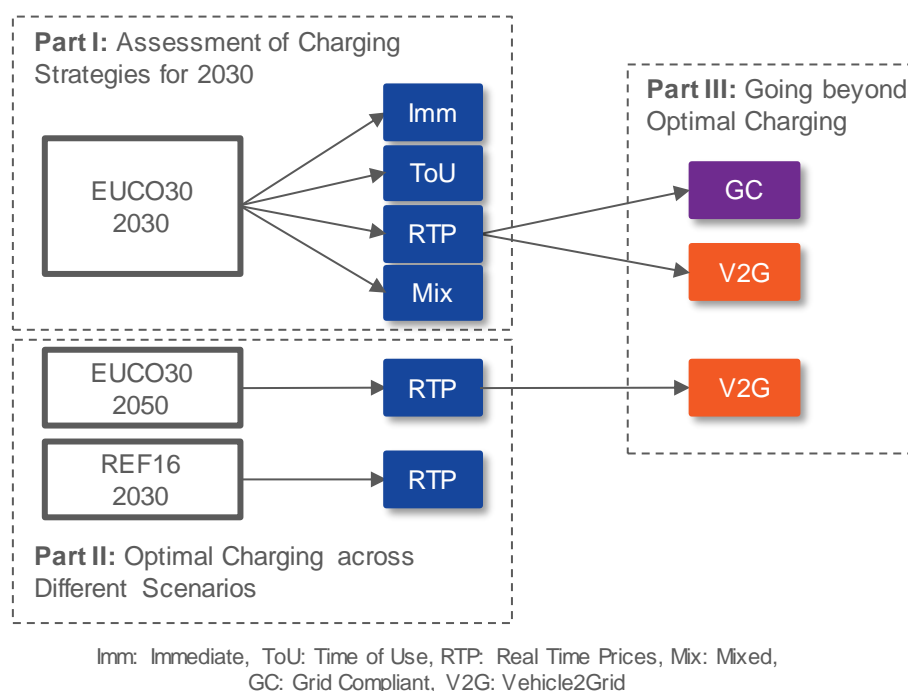 Part I: Assessment of Charging
Strategies for 2030
EUCO30
2030
Imm
ToU
RTP
Mix
Part III: Going beyond
Optimal Charging
GC
V2G
EUCO30
2050
RTP
V2G
REF16
2030
RTP
Part II: Optimal Charging across
Different Scenarios
Imm: Immediate, ToU: Time of Use, RTP: Real Time Prices, Mix: Mixed,
GC: Grid Compliant, V2G: Vehicle2Grid